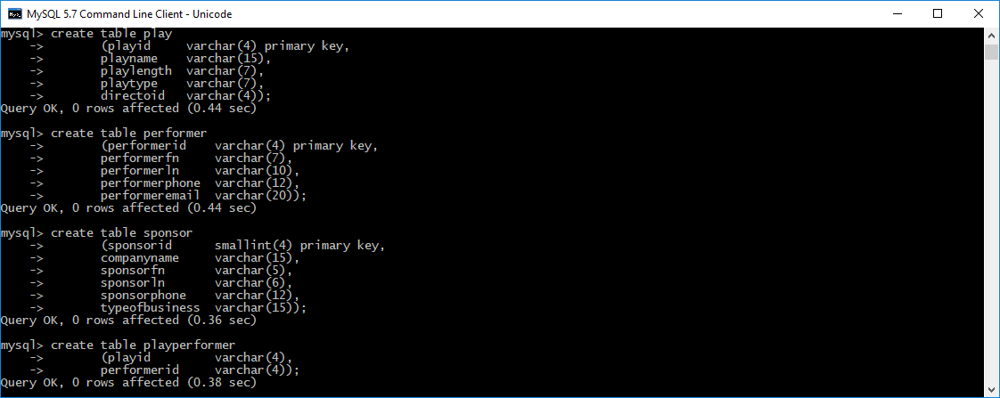 MySQL 5.7 Command Line Client - Unicode
mysql> create table play
    ->        (playid     varchar(4) primary key,
    ->        playname    varchar(15),
    ->        playlength  varchar(7),
    ->        playtype    varchar(7),
    ->        directoid   varchar(4));
Query OK, 0 rows affected (0.44 sec)
mysql> create table performer
    ->        (performerid    varchar(4) primary key,
    ->        performerfn     varchar(7),
    ->        performerln     varchar(10),
    ->        performerphone  varchar(12),
    ->        performeremail  varchar(20));
Query OK, 0 rows affected (0.44 sec)
mysql> create table sponsor
    ->        (sponsorid      smallint(4) primary key,
    ->        companyname     varchar(15),
    ->        sponsorfn       varchar(5),
    ->        sponsorln       varchar(6),
    ->        sponsorphone    varchar(12),
    ->        typeofbusiness  varchar(15));
Query OK, 0 rows affected (0.36 sec)
mysql> create table playperformer
    ->        (playid         varchar(4),
    ->        performerid     varchar(4));
Query OK, 0 rows affected (0.38 sec)